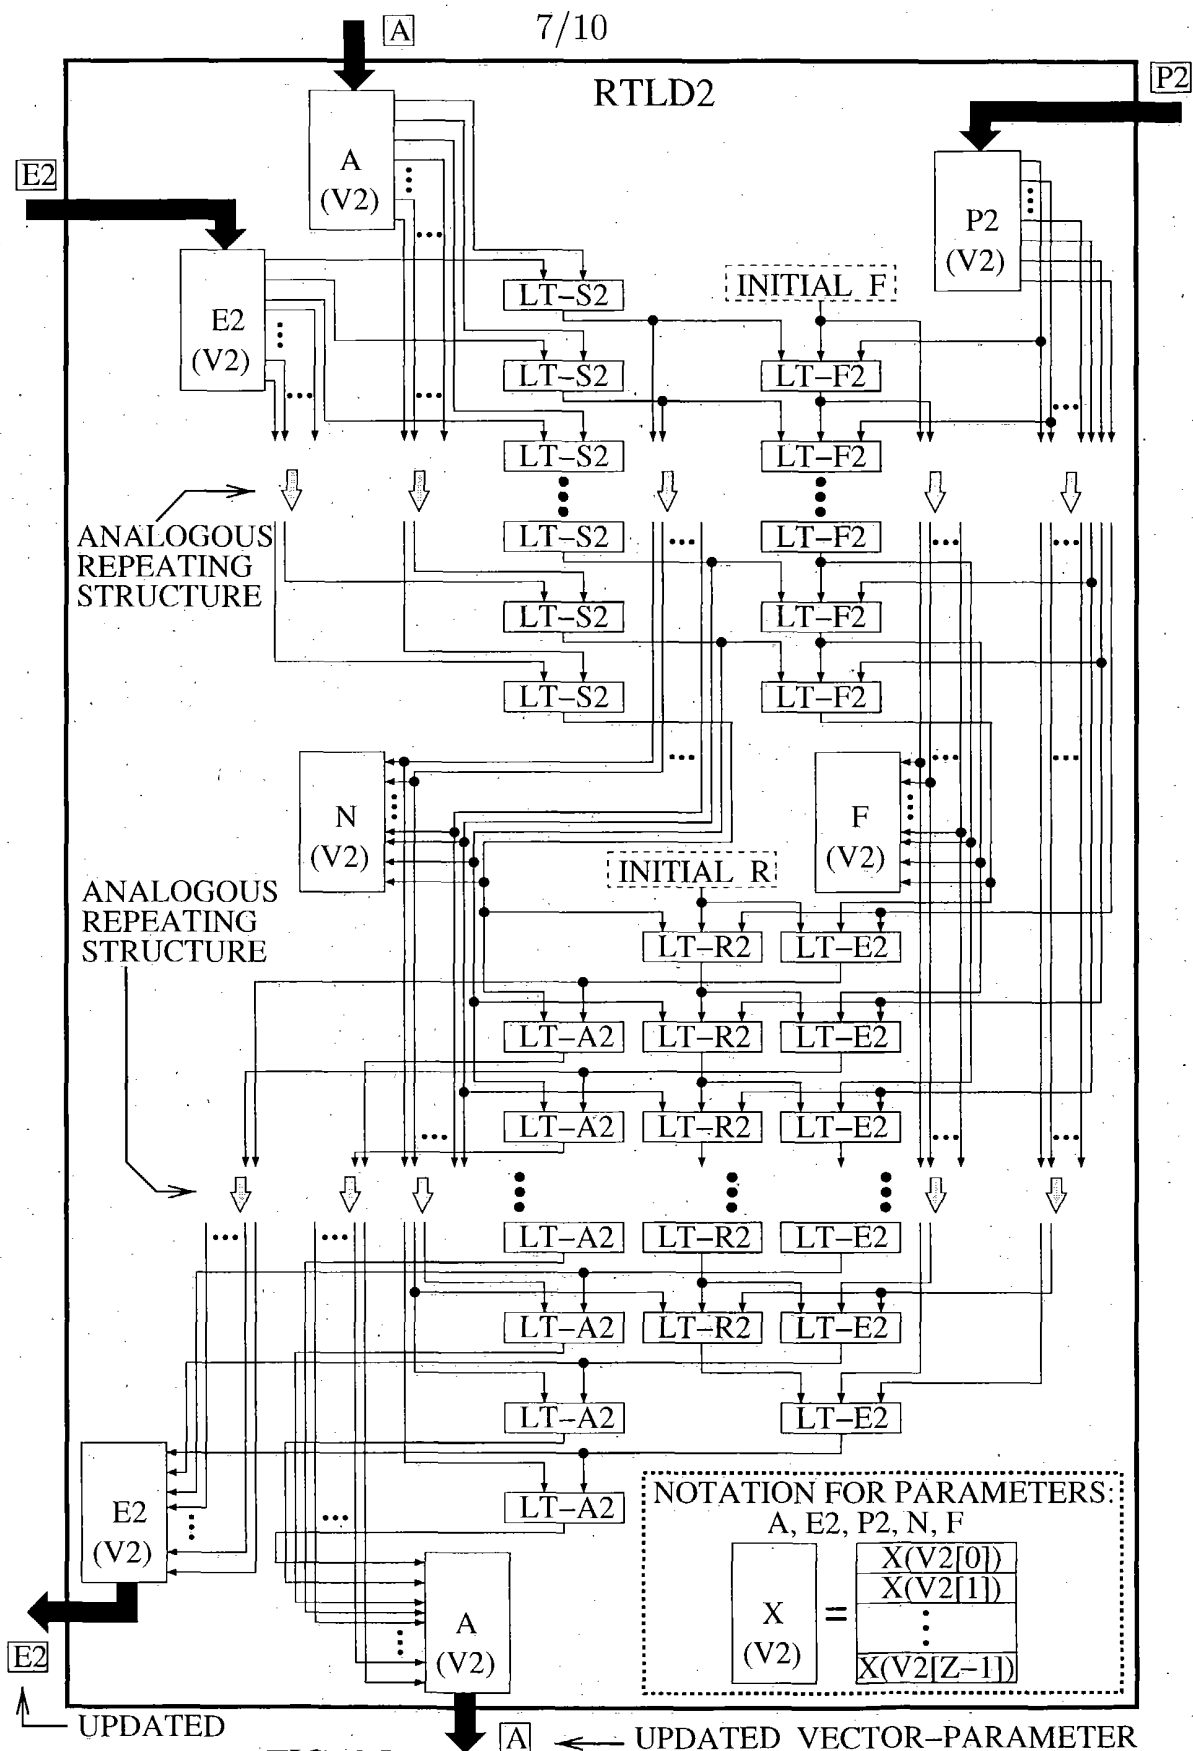 A
7/10
RTLD2
P2
E2
A
(V2)
P2
(V2)
E2
(V2)
LT-S2
INITIAL F
LT-S2
LT-F2
LT-S2
LT-F2
ANALOGOUS
REPEATING
STRUCTURE
LT-S2
LT-F2
LT-S2
LT-F2
LT-S2
LT-F2
N
(V2)
F
(V2)
INITIAL R
ANALOGOUS
REPEATING
STRUCTURE
LT-R2
LT-E2
LT-A2
LT-R2
LT-E2
LT-A2
LT-R2
LT-E2
LT-A2
LT-R2
LT-E2
LT-A2
LT-R2
LT-E2
LT-A2
LT-E2
LT-A2
E2
(V2)
NOTATION FOR PARAMETERS:
A, E2, P2, N, F
X
(V2)
=
X(V2[0])
X(V2[1])
X(V2[Z-1])
A
(V2)
E2
UPDATED
A
UPDATED VECTOR-PARAMETER